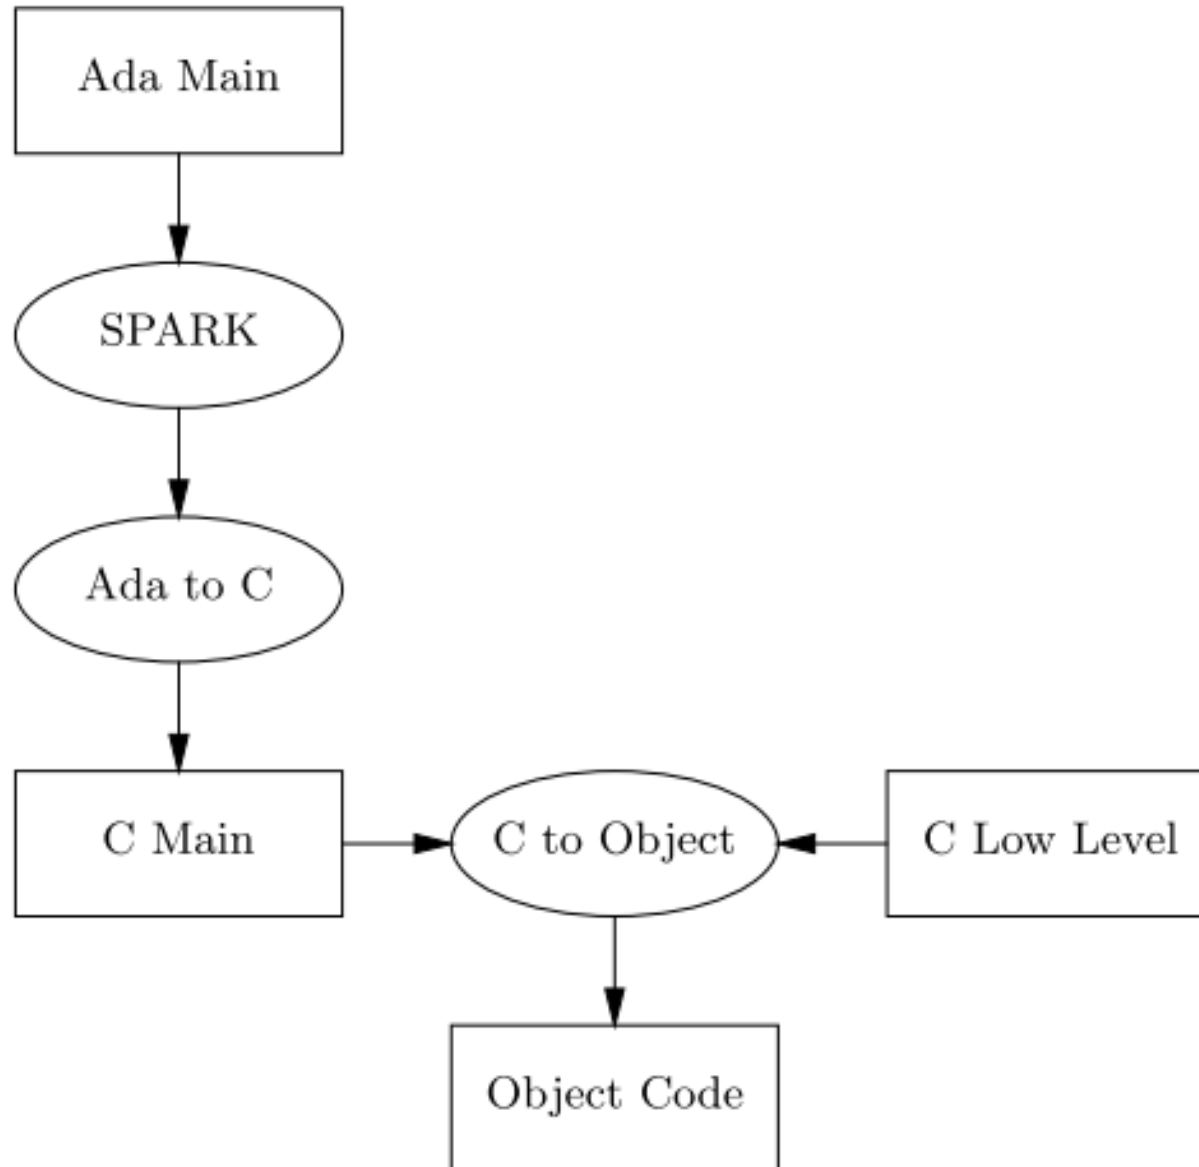 Ada Main
SPARK
Ada to C
C Main
C to Object
C Low Level
Object Code